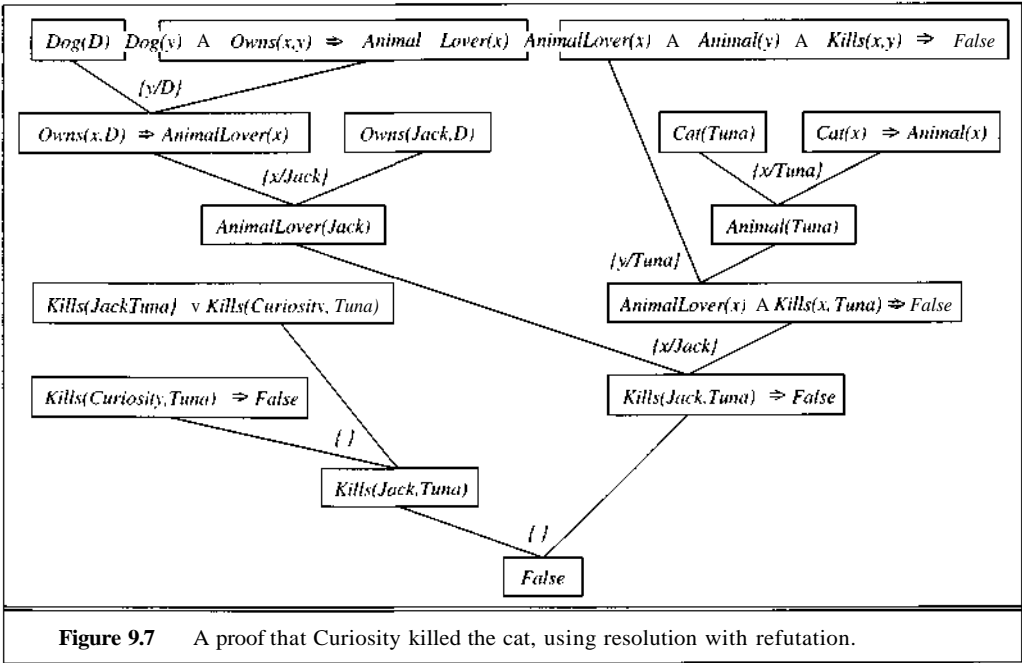 Dog(D) Dog(y) A Owns(x,y) ⇒ Animal Lover(x) AnimalLover(x) A Animal(y) A Kills(x,y) ⇒ False
{y/D}
Owns(x,D) ⇒ AnimalLover(x) Owns(Jack,D) Cat(Tuna) Cat(x) ⇒ Animal(x)
{x/Jack} {x/Tuna}
AnimalLover(Jack) Animal(Tuna)
{y/Tuna}
Kills(JackTuna} v Kills(Curiosity, Tuna) AnimalLover(x) A Kills(x, Tuna) ⇒ False
{x/Jack}
Kills(Curiosity,Tuna) ⇒ False Kills(Jack,Tuna) ⇒ False
{ }
Kills(Jack,Tuna)
{ }
False
Figure 9.7 A proof that Curiosity killed the cat, using resolution with refutation.